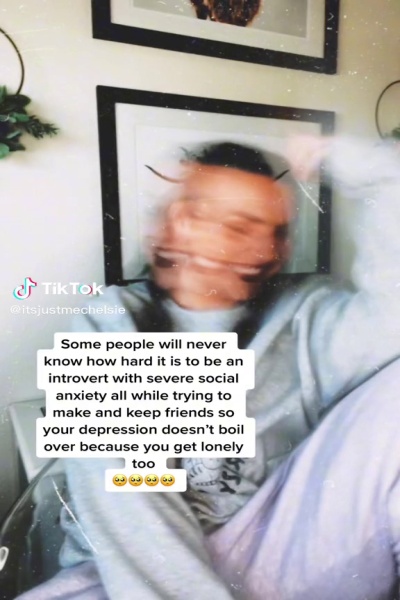 TikTok
@itsjustmechelsie
Some people will never
know how hard it is to be an
introvert with severe social
anxiety all while trying to
make and keep friends so
your depression doesn't boil
over because you get lonely
too
🥹🥹🥹🥹